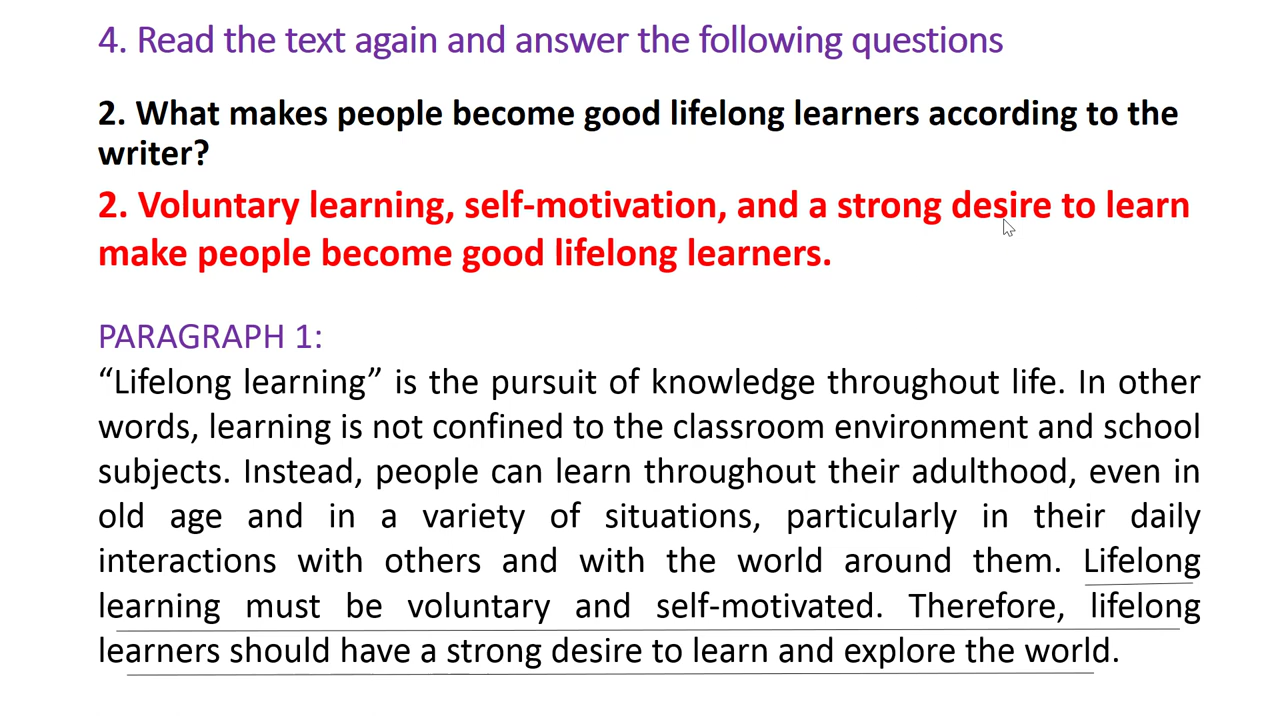 4. Read the text again and answer the following questions
2. What makes people become good lifelong learners according to the
writer?
2. Voluntary learning, self-motivation, and a strong desire to learn
make people become good lifelong learners.
PARAGRAPH 1:
“Lifelong learning” is the pursuit of knowledge throughout life. In other
words, learning is not confined to the classroom environment and school
subjects. Instead, people can learn throughout their adulthood, even in
old age and in a variety of situations, particularly in their daily
interactions with others and with the world around them. Lifelong
learning must be voluntary and self-motivated. Therefore, lifelong
learners should have a strong desire to learn and explore the world.